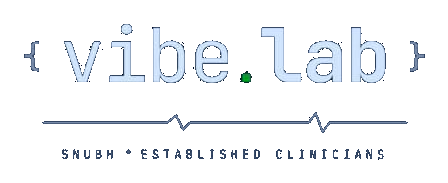 { vibe.lab }
SNUBH * ESTABLISHED CLINICIANS